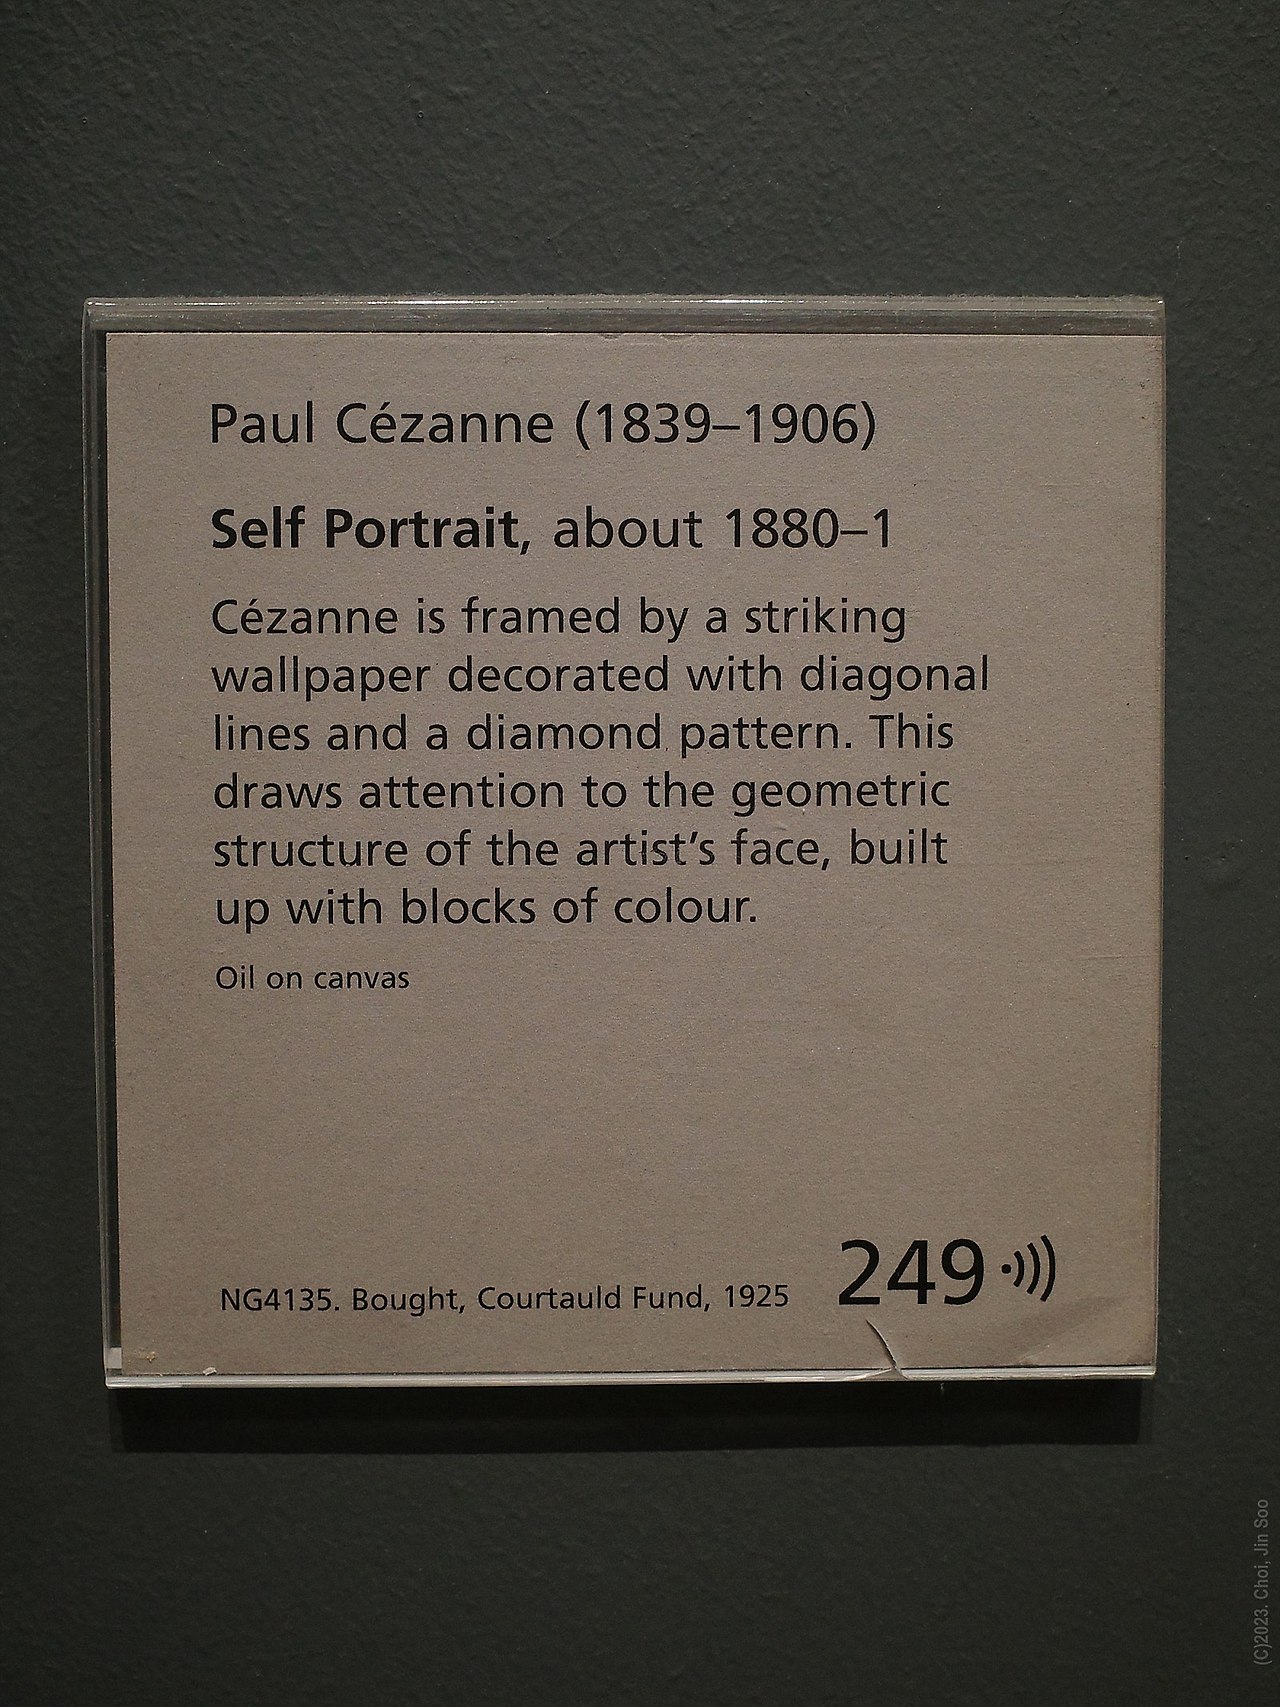 Paul Cézanne (1839–1906)
Self Portrait, about 1880–1
Cézanne is framed by a striking
wallpaper decorated with diagonal
lines and a diamond pattern. This
draws attention to the geometric
structure of the artist’s face, built
up with blocks of colour.
Oil on canvas
NG4135. Bought, Courtauld Fund, 1925
249
(C)2023. Choi, Jin Soo